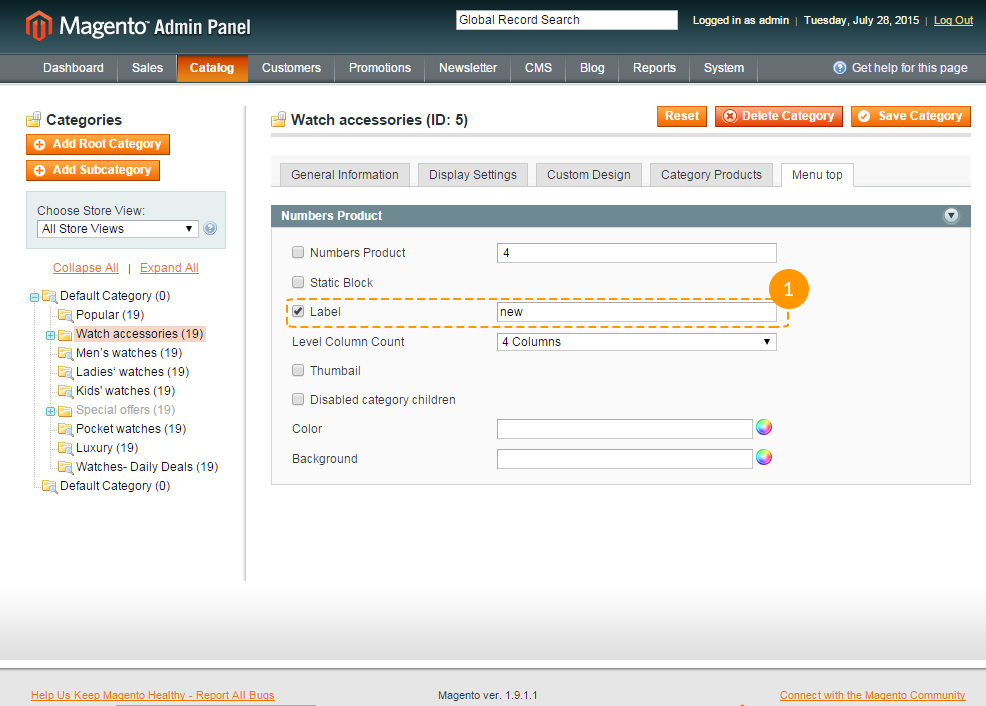 Magento™ Admin Panel
Global Record Search
Logged in as admin | Tuesday, July 28, 2015 | Log Out
Dashboard Sales Catalog Customers Promotions Newsletter CMS Blog Reports System Get help for this page
Categories
Add Root Category
Add Subcategory
Choose Store View:
All Store Views
Collapse All | Expand All
Default Category (0)
Popular (19)
Watch accessories (19)
Men's watches (19)
Ladies' watches (19)
Kids' watches (19)
Special offers (19)
Pocket watches (19)
Luxury (19)
Watches- Daily Deals (19)
Default Category (0)
Watch accessories (ID: 5)
Reset Delete Category Save Category
General Information Display Settings Custom Design Category Products Menu top
Numbers Product
Numbers Product 4
Static Block
1
Label new
Level Column Count 4 Columns
Thumbail
Disabled category children
Color
Background
Help Us Keep Magento Healthy - Report All Bugs Magento ver. 1.9.1.1 Connect with the Magento Community